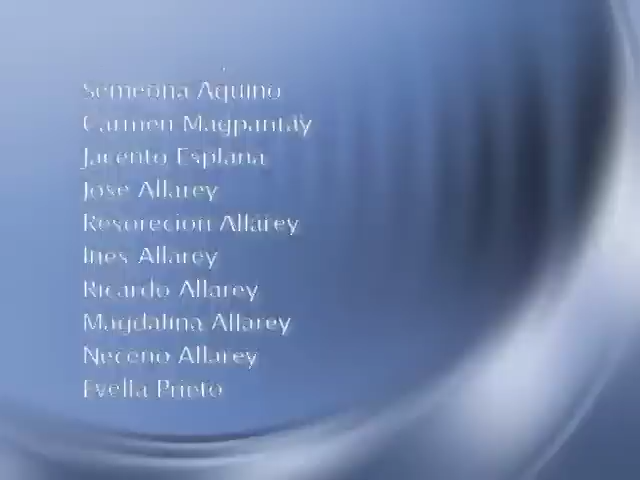 Semeona Aquino
Carmen Magpantay
Jacento Esplana
Jose Allarey
Resorecion Allarey
Ines Allarey
Ricardo Allarey
Magdalina Allarey
Neceno Allarey
Evelia Prieto